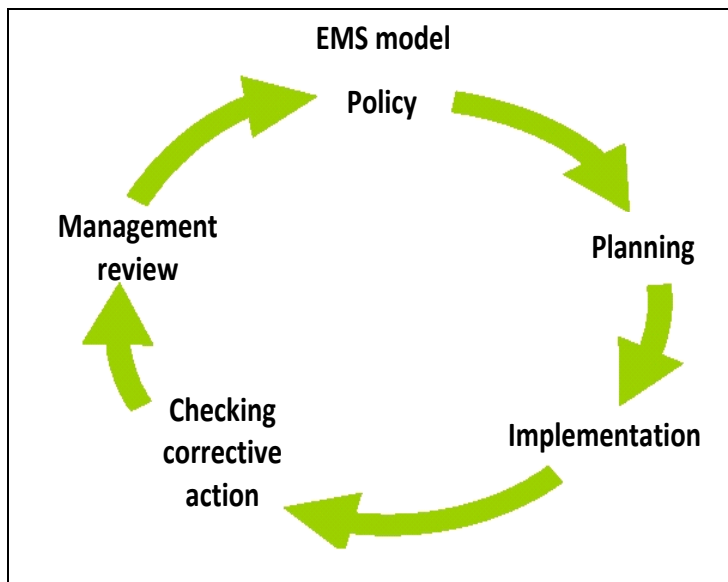 EMS model
Policy
Planning
Implementation
Checking
corrective
action
Management
review